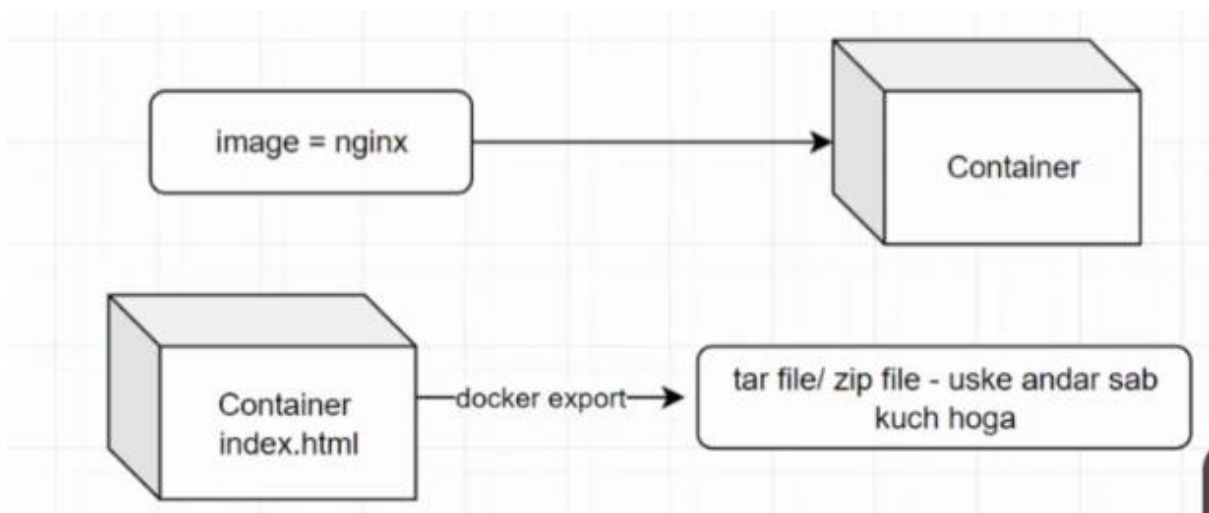 image = nginx
Container
Container
index.html
docker export
tar file/ zip file - uske andar sab
kuch hoga